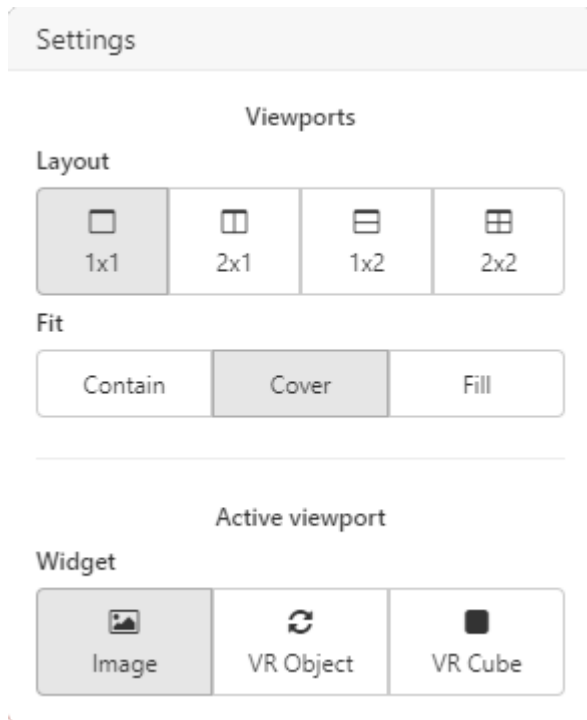 Settings
Viewports
Layout
1x1 2x1 1x2 2x2
Fit
Contain Cover Fill
Active viewport
Widget
Image VR Object VR Cube